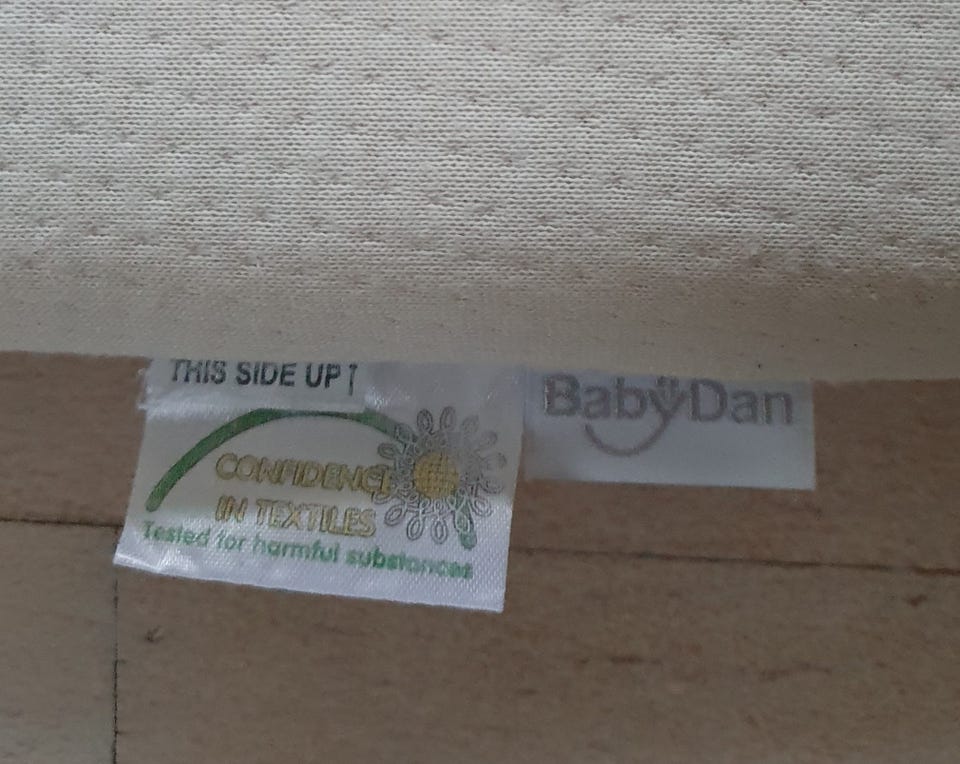 THIS SIDE UP
CONFIDENCE
IN TEXTILES
Tested for harmful substances
BabyDan